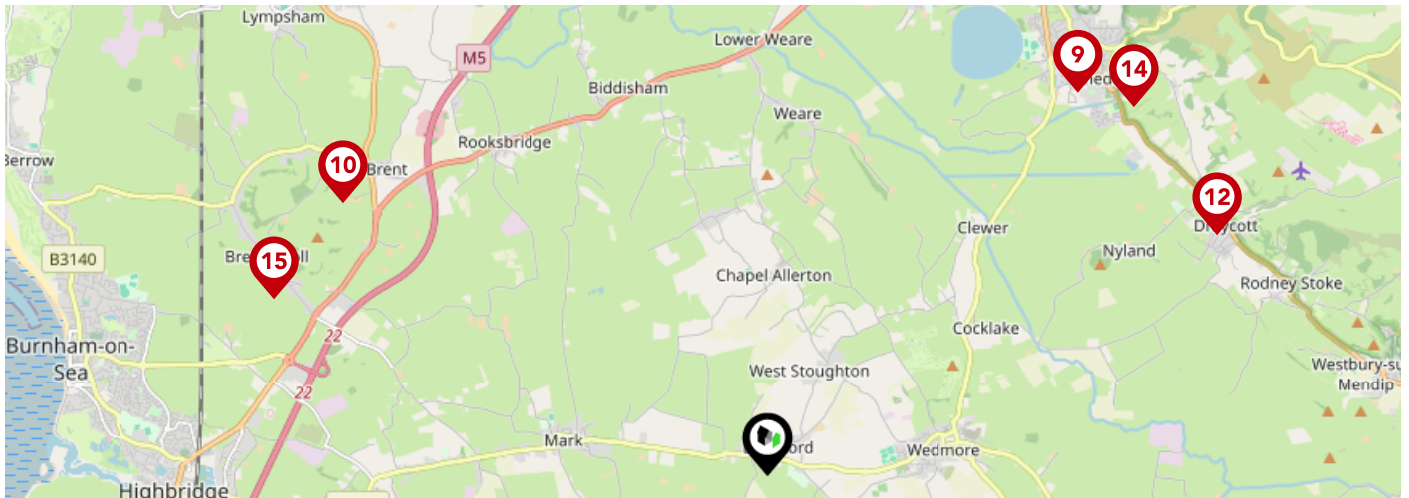 Lympsham
Lower Weare
M5
9
14
Biddisham
Weare
Rooksbridge
Berrow
10
Brent
12
Clewer
Nyland
B3140
15
Chapel Allerton
Rodney Stoke
Cocklake
22
Burnham-on-
Sea
West Stoughton
Westbury-su
Mendip
22
Mark
Wedmore
Highbridge